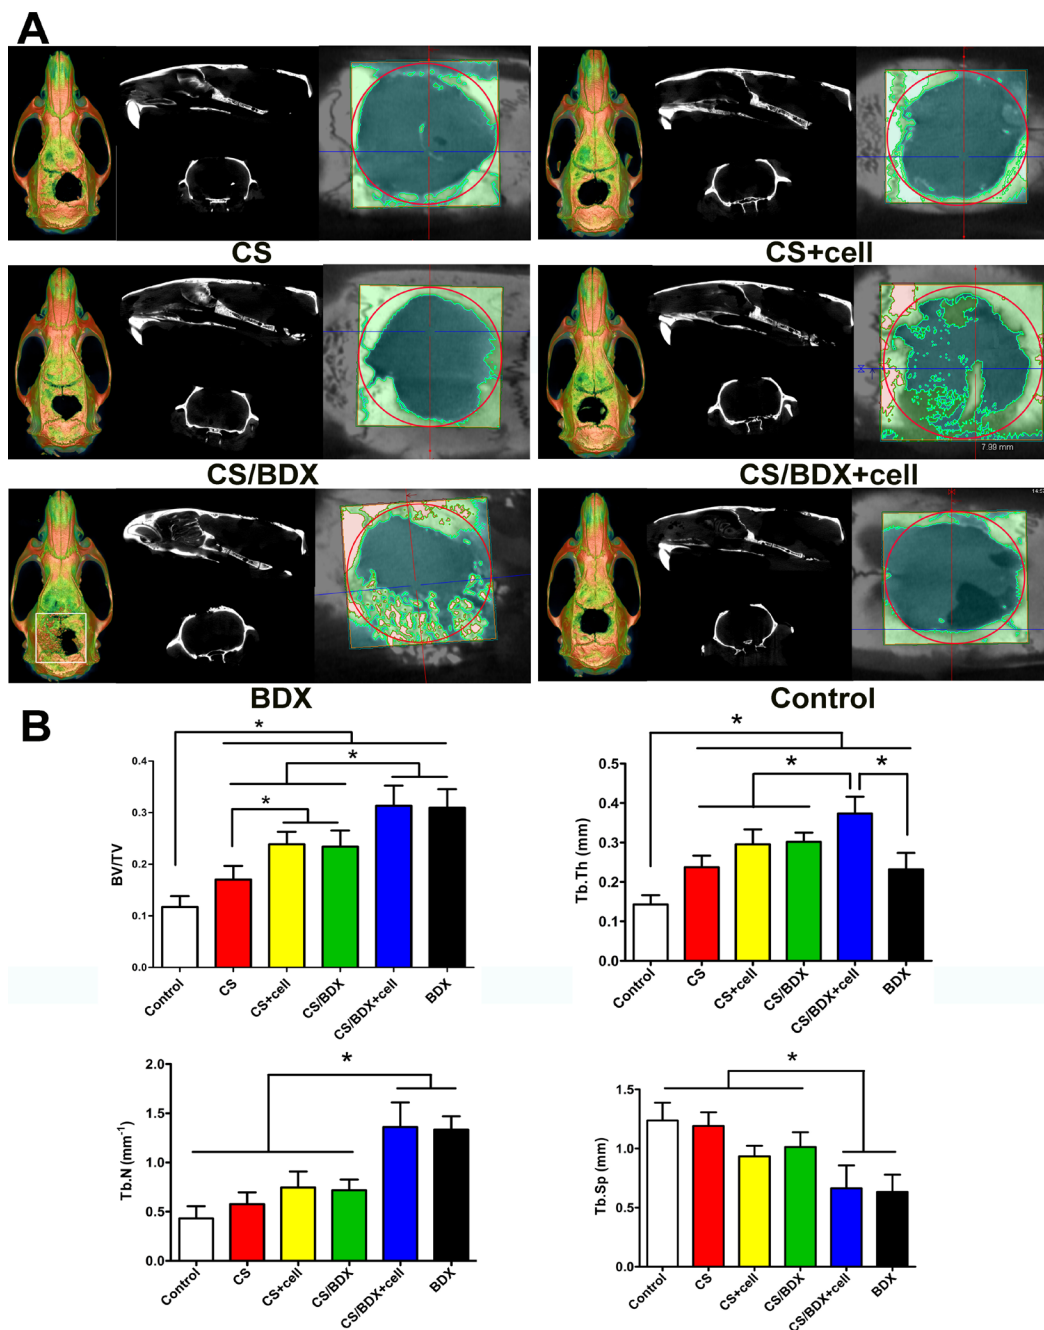 A
CS
CS+cell
7.99 mm
CS/BDX
CS/BDX+cell
BDX
Control
B
*
*
*
BV/TV
0.4
0.3
0.2
0.1
0.0
Control
CS
CS+cell
CS/BDX
CS/BDX+cell
BDX
*
*
*
Tb.Th (mm)
0.5
0.4
0.3
0.2
0.1
0.0
Control
CS
CS+cell
CS/BDX
CS/BDX+cell
BDX
*
Tb.N (mm⁻¹)
2.0
1.5
1.0
0.5
0.0
Control
CS
CS+cell
CS/BDX
CS/BDX+cell
BDX
*
Tb.Sp (mm)
1.5
1.0
0.5
0.0
Control
CS
CS+cell
CS/BDX
CS/BDX+cell
BDX